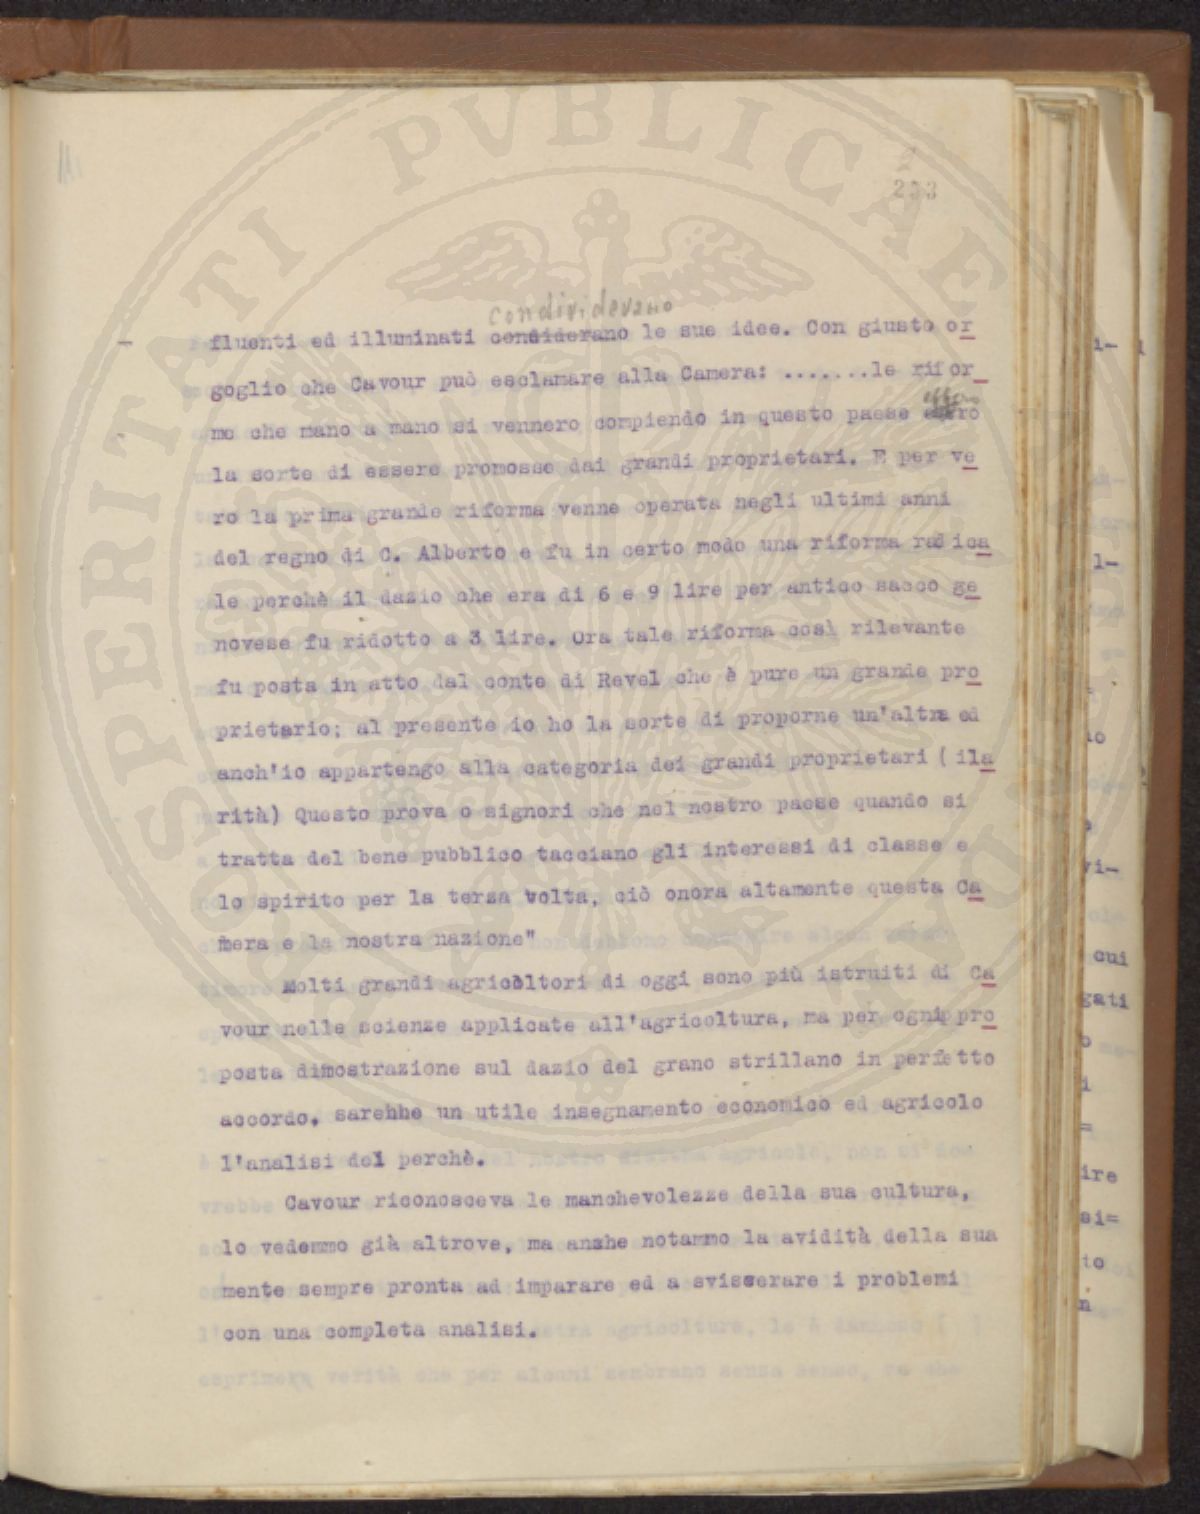 2
233
condividevano
fluenti ed illuminati considerano le sue idee. Con giusto or
goglio che Cavour può esclamare alla Camera: .......le rifor_
me che mano a mano si vennero compiendo in questo paese
la sorte di essere promosse dai grandi proprietari. E per ve
ro la prima grande riforma venne operata negli ultimi anni
del regno di C. Alberto e fu in certo modo una riforma radica
le perchè il dazio che era di 6 e 9 lire per antico sacco ge
novese fu ridotto a 3 lire. Ora tale riforma così rilevante
fu posta in atto dal conte di Revel che è pure un grande pro
prietario; al presente io ho la sorte di proporne un'altra ed
anch'io appartengo alla categoria dei grandi proprietari ( ila
rità) Questo prova o signori che nel nostro paese quando si
tratta del bene pubblico tacciano gli interessi di classe e
lo spirito per la terza volta, ciò onora altamente questa Ca
mera e la nostra nazione"
Molti grandi agricoltori di oggi sono più istruiti di Ca
vour nelle scienze applicate all'agricoltura, ma per ogni pro
posta dimostrazione sul dazio del grano strillano in perfetto
accordo. sarehhe un utile insegnamento economico ed agricolo
l'analisi del perchè.
Cavour riconosceva le manchevolezze della sua cultura,
lo vedemmo già altrove, ma anzhe notammo la avidità della sua
mente sempre pronta ad imparare ed a sviscerare i problemi
con una completa analisi.
SPERITATI PVBLICAE